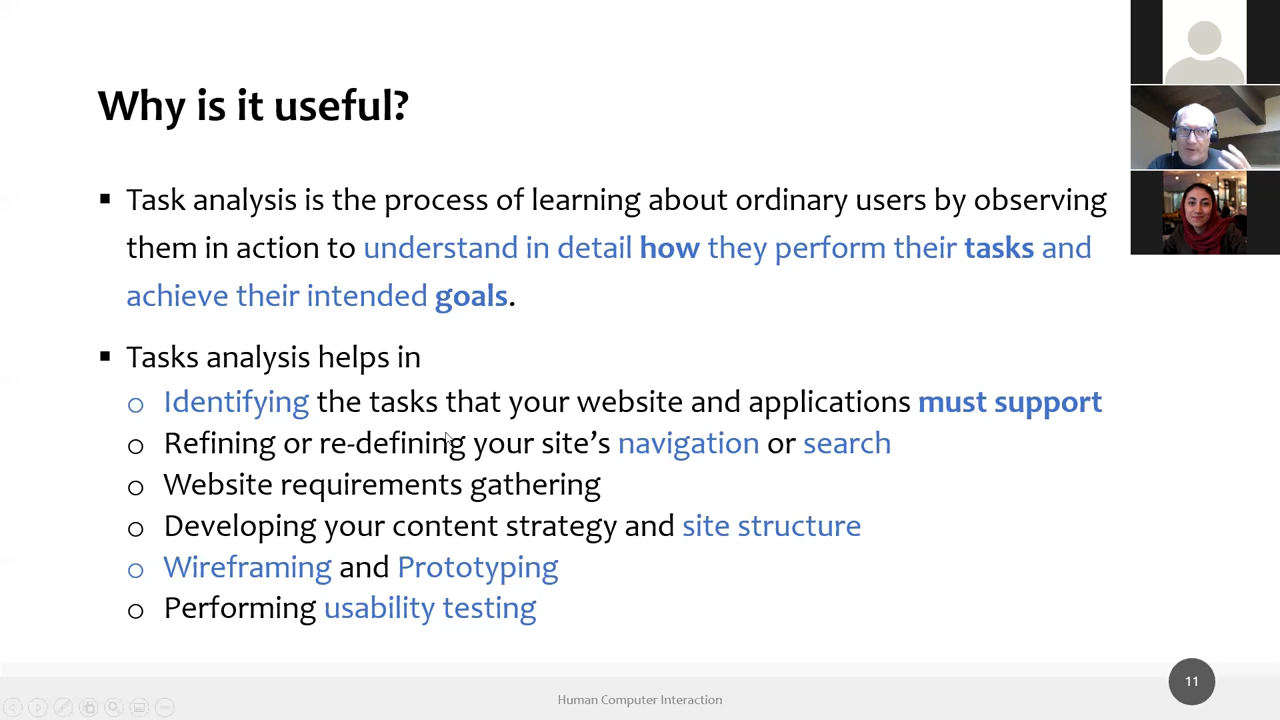 Why is it useful?
▪ Task analysis is the process of learning about ordinary users by observing
them in action to understand in detail how they perform their tasks and
achieve their intended goals.
▪ Tasks analysis helps in
o Identifying the tasks that your website and applications must support
o Refining or re-defining your site’s navigation or search
o Website requirements gathering
o Developing your content strategy and site structure
o Wireframing and Prototyping
o Performing usability testing
Human Computer Interaction
11